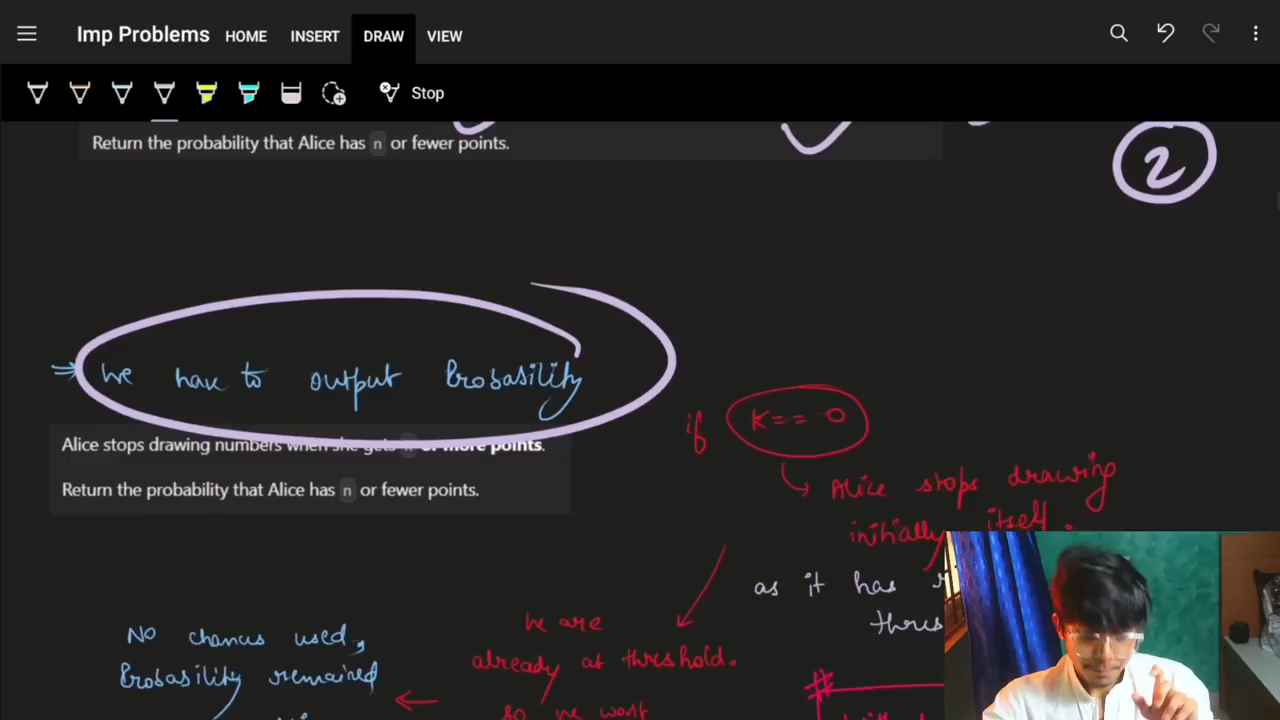 Imp Problems HOME INSERT DRAW VIEW
Stop
Return the probability that Alice has n or fewer points.
2
⇒ We have to output Probability
Alice stops drawing numbers when she gets k or more points.
Return the probability that Alice has n or fewer points.
if K == 0
↳ Alice stops drawing
initially itself.
as it has
thres
We are
already at threshold.
so we want
No chances used,
Probability remained